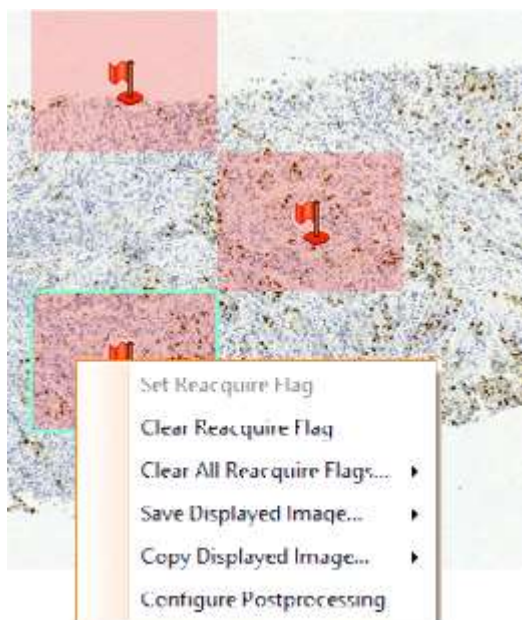 Set Reacquire Flag
Clear Reacquire Flag
Clear All Reacquire Flags...
Save Displayed Image...
Copy Displayed Image...
Configure Postprocessing